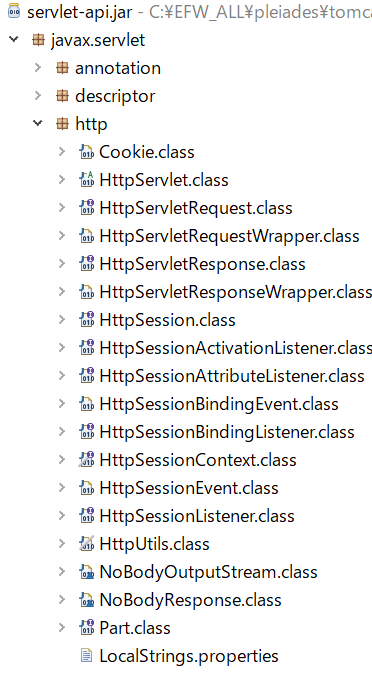 servlet-api.jar - C:¥EFW_ALL¥pleiades¥tomca
javax.servlet
annotation
descriptor
http
Cookie.class
HttpServlet.class
HttpServletRequest.class
HttpServletRequestWrapper.class
HttpServletResponse.class
HttpServletResponseWrapper.class
HttpSession.class
HttpSessionActivationListener.class
HttpSessionAttributeListener.class
HttpSessionBindingEvent.class
HttpSessionBindingListener.class
HttpSessionContext.class
HttpSessionEvent.class
HttpSessionListener.class
HttpUtils.class
NoBodyOutputStream.class
NoBodyResponse.class
Part.class
LocalStrings.properties